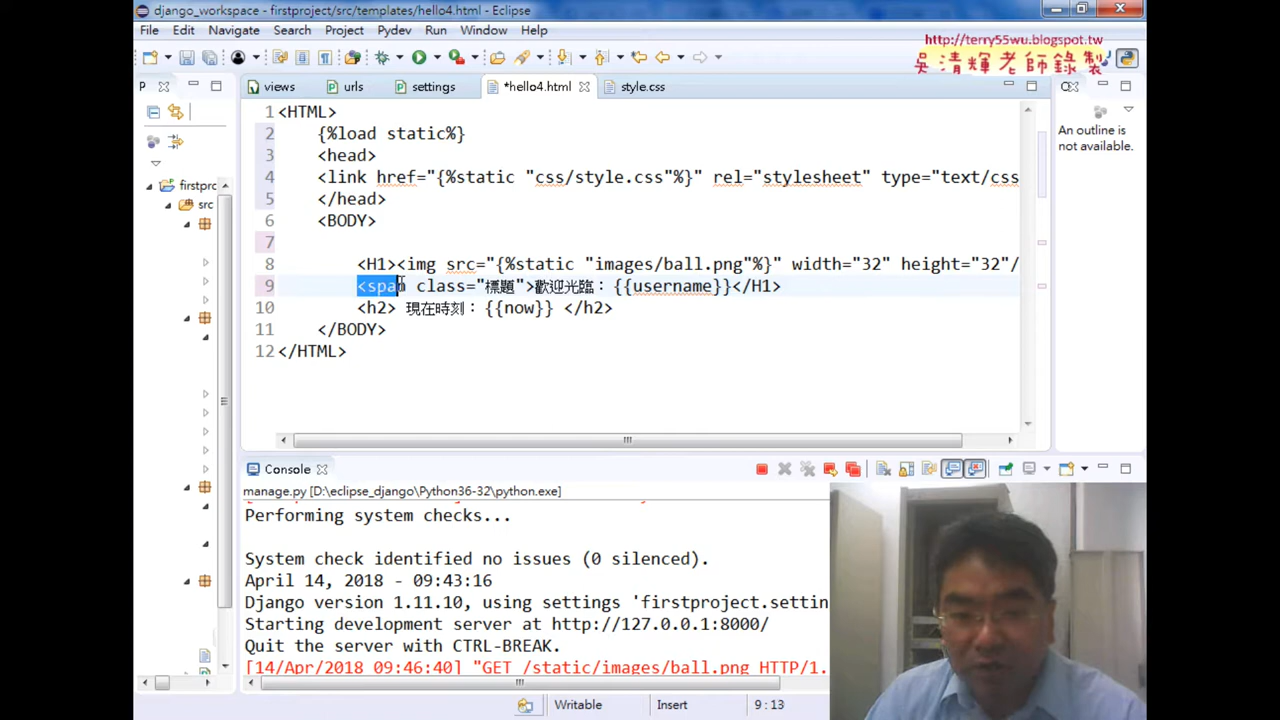 django_workspace - firstproject/src/templates/hello4.html - Eclipse
File Edit Navigate Search Project Pydev Run Window Help
http://terry55wu.blogspot.tw
吳清輝老師錄製
P
views
urls
settings
*hello4.html
style.css
1 <HTML>
2 {%load static%}
3 <head>
4 <link href="{%static "css/style.css"%}" rel="stylesheet" type="text/css
5 </head>
6 <BODY>
7
8 <H1><img src="{%static "images/ball.png"%}" width="32" height="32"/
9 <span class="標題">歡迎光臨：{{username}}</H1>
10 <h2> 現在時刻：{{now}} </h2>
11 </BODY>
12 </HTML>
An outline is
not available.
firstprc
src
Console
manage.py [D:\eclipse_django\Python36-32\python.exe]
Performing system checks...
System check identified no issues (0 silenced).
April 14, 2018 - 09:43:16
Django version 1.11.10, using settings 'firstproject.settin
Starting development server at http://127.0.0.1:8000/
Quit the server with CTRL-BREAK.
[14/Apr/2018 09:46:40] "GET /static/images/ball.png HTTP/1.
Writable
Insert
9 : 13